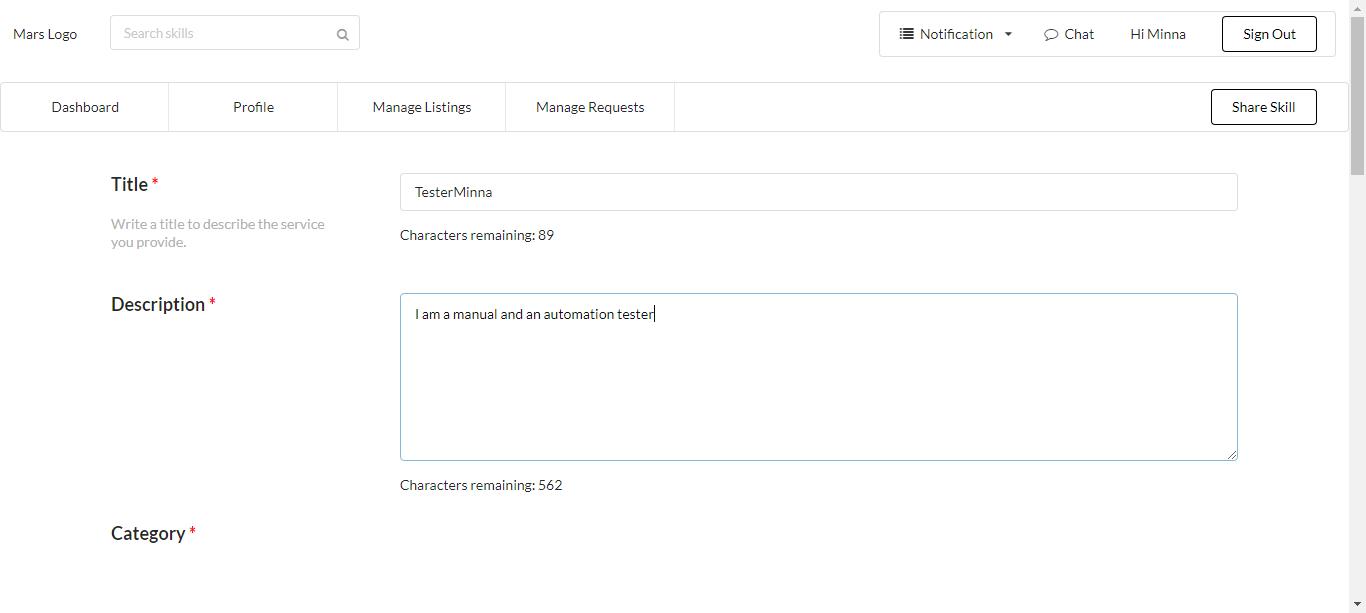 Mars Logo
Search skills
Notification
Chat
Hi Minna
Sign Out
Dashboard
Profile
Manage Listings
Manage Requests
Share Skill
Title *
TesterMinna
Write a title to describe the service
you provide.
Characters remaining: 89
Description *
I am a manual and an automation tester
Characters remaining: 562
Category *